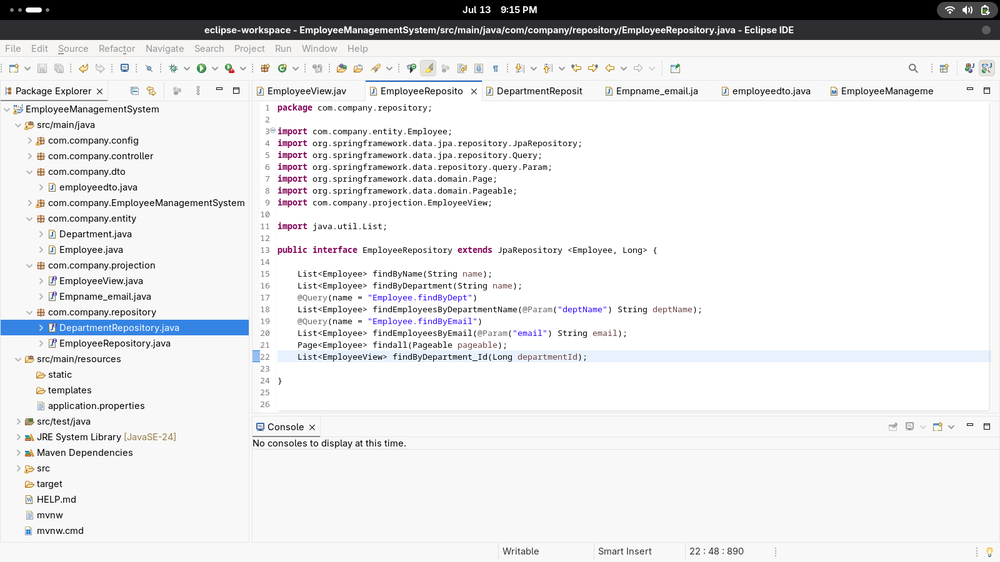 Jul 13 9:15 PM
eclipse-workspace - EmployeeManagementSystem/src/main/java/com/company/repository/EmployeeRepository.java - Eclipse IDE
File Edit Source Refactor Navigate Search Project Run Window Help
Package Explorer
EmployeeManagementSystem
src/main/java
com.company.config
com.company.controller
com.company.dto
employeedto.java
com.company.EmployeeManagementSystem
com.company.entity
Department.java
Employee.java
com.company.projection
EmployeeView.java
Empname_email.java
com.company.repository
DepartmentRepository.java
EmployeeRepository.java
src/main/resources
static
templates
application.properties
src/test/java
JRE System Library [JavaSE-24]
Maven Dependencies
src
target
HELP.md
mvnw
mvnw.cmd
EmployeeView.jav EmployeeReposito DepartmentReposit Empname_email.ja employeedto.java EmployeeManageme
1 package com.company.repository;
2
3 import com.company.entity.Employee;
4 import org.springframework.data.jpa.repository.JpaRepository;
5 import org.springframework.data.jpa.repository.Query;
6 import org.springframework.data.repository.query.Param;
7 import org.springframework.data.domain.Page;
8 import org.springframework.data.domain.Pageable;
9 import com.company.projection.EmployeeView;
10
11 import java.util.List;
12
13 public interface EmployeeRepository extends JpaRepository <Employee, Long> {
14
15 List<Employee> findByName(String name);
16 List<Employee> findByDepartment(String name);
17 @Query(name = "Employee.findByDept")
18 List<Employee> findEmployeesByDepartmentName(@Param("deptName") String deptName);
19 @Query(name = "Employee.findByEmail")
20 List<Employee> findEmployeesByEmail(@Param("email") String email);
21 Page<Employee> findall(Pageable pageable);
22 List<EmployeeView> findByDepartment_Id(Long departmentId);
23
24 }
25
26
Console
No consoles to display at this time.
Writable Smart Insert 22 : 48 : 890